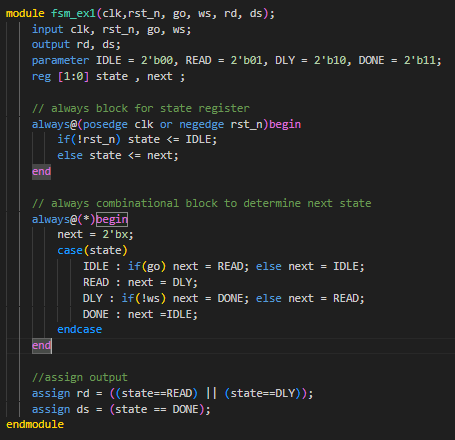 module fsm_ex1(clk,rst_n, go, ws, rd, ds);
input clk, rst_n, go, ws;
output rd, ds;
parameter IDLE = 2'b00, READ = 2'b01, DLY = 2'b10, DONE = 2'b11;
reg [1:0] state , next ;
// always block for state register
always@(posedge clk or negedge rst_n)begin
if(!rst_n) state <= IDLE;
else state <= next;
end
// always combinational block to determine next state
always@(*)begin
next = 2'bx;
case(state)
IDLE : if(go) next = READ; else next = IDLE;
READ : next = DLY;
DLY : if(!ws) next = DONE; else next = READ;
DONE : next =IDLE;
endcase
end
//assign output
assign rd = ((state==READ) || (state==DLY));
assign ds = (state == DONE);
endmodule